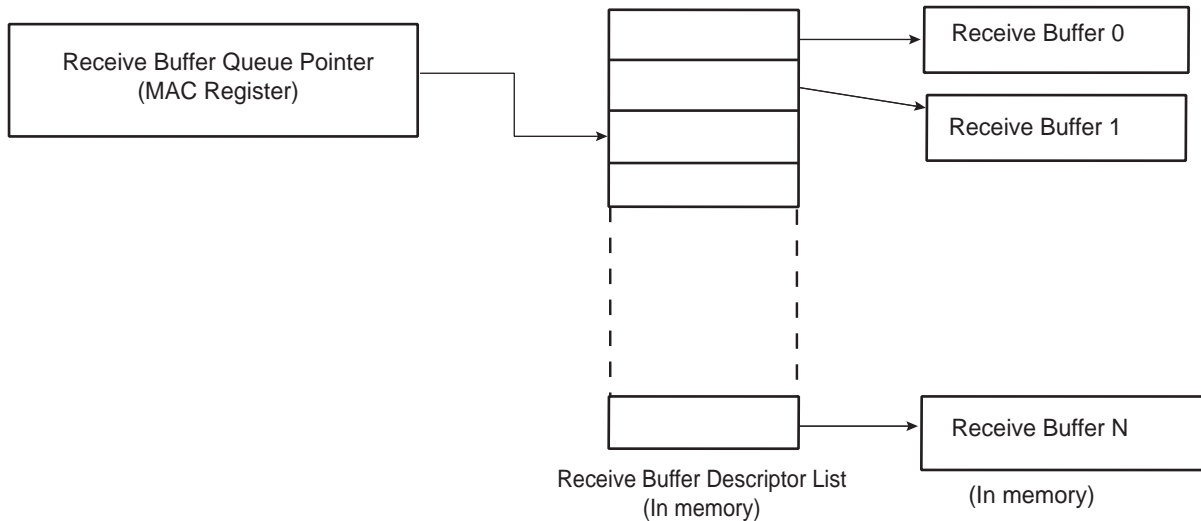 Receive Buffer Queue Pointer
(MAC Register)
Receive Buffer 0
Receive Buffer 1
Receive Buffer N
Receive Buffer Descriptor List
(In memory)
(In memory)